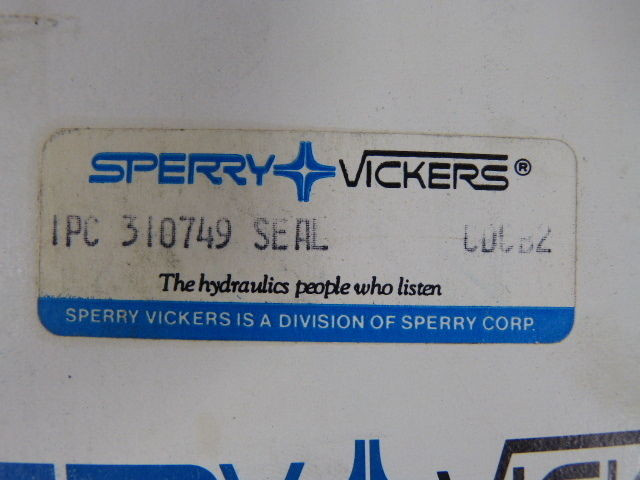 SPERRY VICKERS®
1PC 310749 SEAL
The hydraulics people who listen
SPERRY VICKERS IS A DIVISION OF SPERRY CORP.